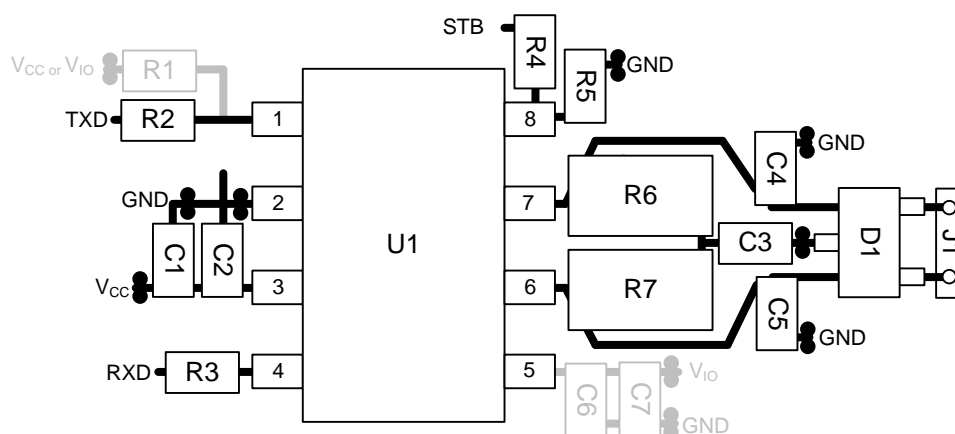 STB
R4
R5
GND
VCC or VIO
R1
TXD
R2
1
8
C4
GND
GND
2
7
R6
U1
C3
D1
J1
C1
C2
VCC
3
6
R7
C5
GND
RXD
R3
4
5
C6
C7
VIO
GND